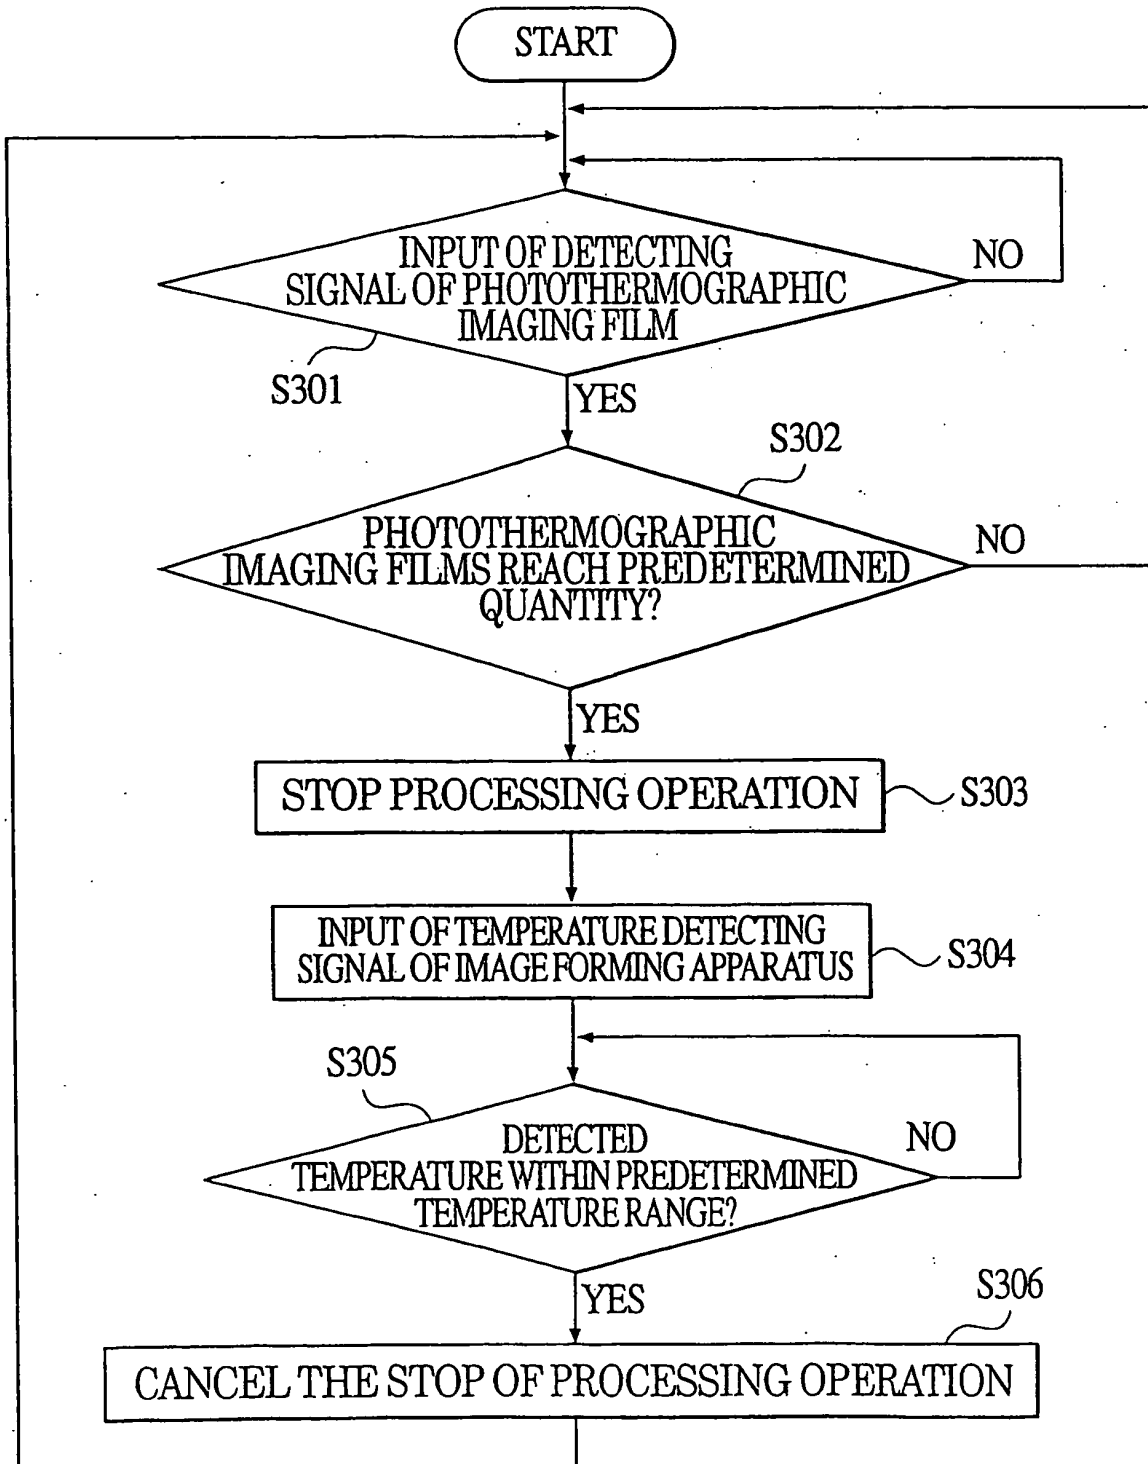 START
INPUT OF DETECTING
SIGNAL OF PHOTOTHERMOGRAPHIC
IMAGING FILM
NO
S301
YES
S302
PHOTOTHERMOGRAPHIC
IMAGING FILMS REACH PREDETERMINED
QUANTITY?
NO
YES
STOP PROCESSING OPERATION
S303
INPUT OF TEMPERATURE DETECTING
SIGNAL OF IMAGE FORMING APPARATUS
S304
S305
DETECTED
TEMPERATURE WITHIN PREDETERMINED
TEMPERATURE RANGE?
NO
YES
S306
CANCEL THE STOP OF PROCESSING OPERATION